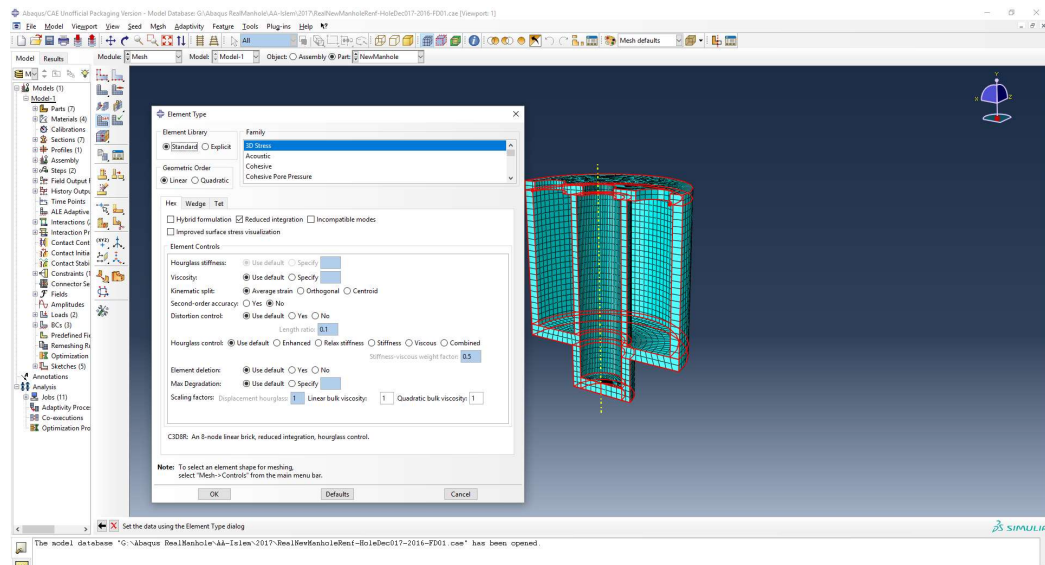 Abaqus/CAE Unofficial Packaging Version - Model Database: G:\Abaqus RealManhole\AA-Islem\2017\RealNewManholeRenf-HoleDec017-2016-FD01.cae [Viewport: 1]
File Model Viewport View Seed Mesh Adaptivity Feature Tools Plug-ins Help
All Mesh defaults
Model Results Module: Mesh Model: Model-1 Object: Assembly Part: NewManhole
Models (1)
Model-1
Parts (7)
Materials (4)
Calibrations
Sections (7)
Profiles (1)
Assembly
Steps (2)
Field Output
History Outpu
Time Points
ALE Adaptive
Interactions (
Interaction Pr
Contact Cont
Contact Initia
Contact Stabi
Constraints (1
Connector Se
Fields
Amplitudes
Loads (2)
BCs (3)
Predefined Fie
Remeshing Ru
Optimization
Sketches (5)
Annotations
Analysis
Jobs (11)
Adaptivity Proce
Co-executions
Optimization Pro
Element Type
Element Library
Standard Explicit
Geometric Order
Linear Quadratic
Family
3D Stress
Acoustic
Cohesive
Cohesive Pore Pressure
Hex Wedge Tet
Hybrid formulation Reduced integration Incompatible modes
Improved surface stress visualization
Element Controls
Hourglass stiffness: Use default Specify
Viscosity: Use default Specify
Kinematic split: Average strain Orthogonal Centroid
Second-order accuracy: Yes No
Distortion control: Use default Yes No
Length ratio: 0.1
Hourglass control: Use default Enhanced Relax stiffness Stiffness Viscous Combined
Stiffness-viscous weight factor: 0.5
Element deletion: Use default Yes No
Max Degradation: Use default Specify
Scaling factors: Displacement hourglass: 1 Linear bulk viscosity: 1 Quadratic bulk viscosity: 1
C3D8R: An 8-node linear brick, reduced integration, hourglass control.
Note: To select an element shape for meshing,
select "Mesh->Controls" from the main menu bar.
OK Defaults Cancel
Y
X Z
Set the data using the Element Type dialog
SIMULIA
The model database "G:\Abaqus RealManhole\AA-Islem\2017\RealNewManholeRenf-HoleDec017-2016-FD01.cae" has been opened.